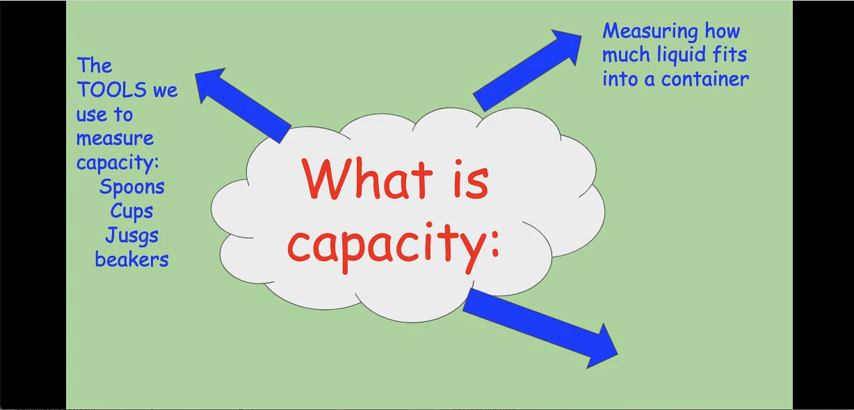 The
TOOLS we
use to
measure
capacity:
Spoons
Cups
Jusgs
beakers
What is
capacity:
Measuring how
much liquid fits
into a container